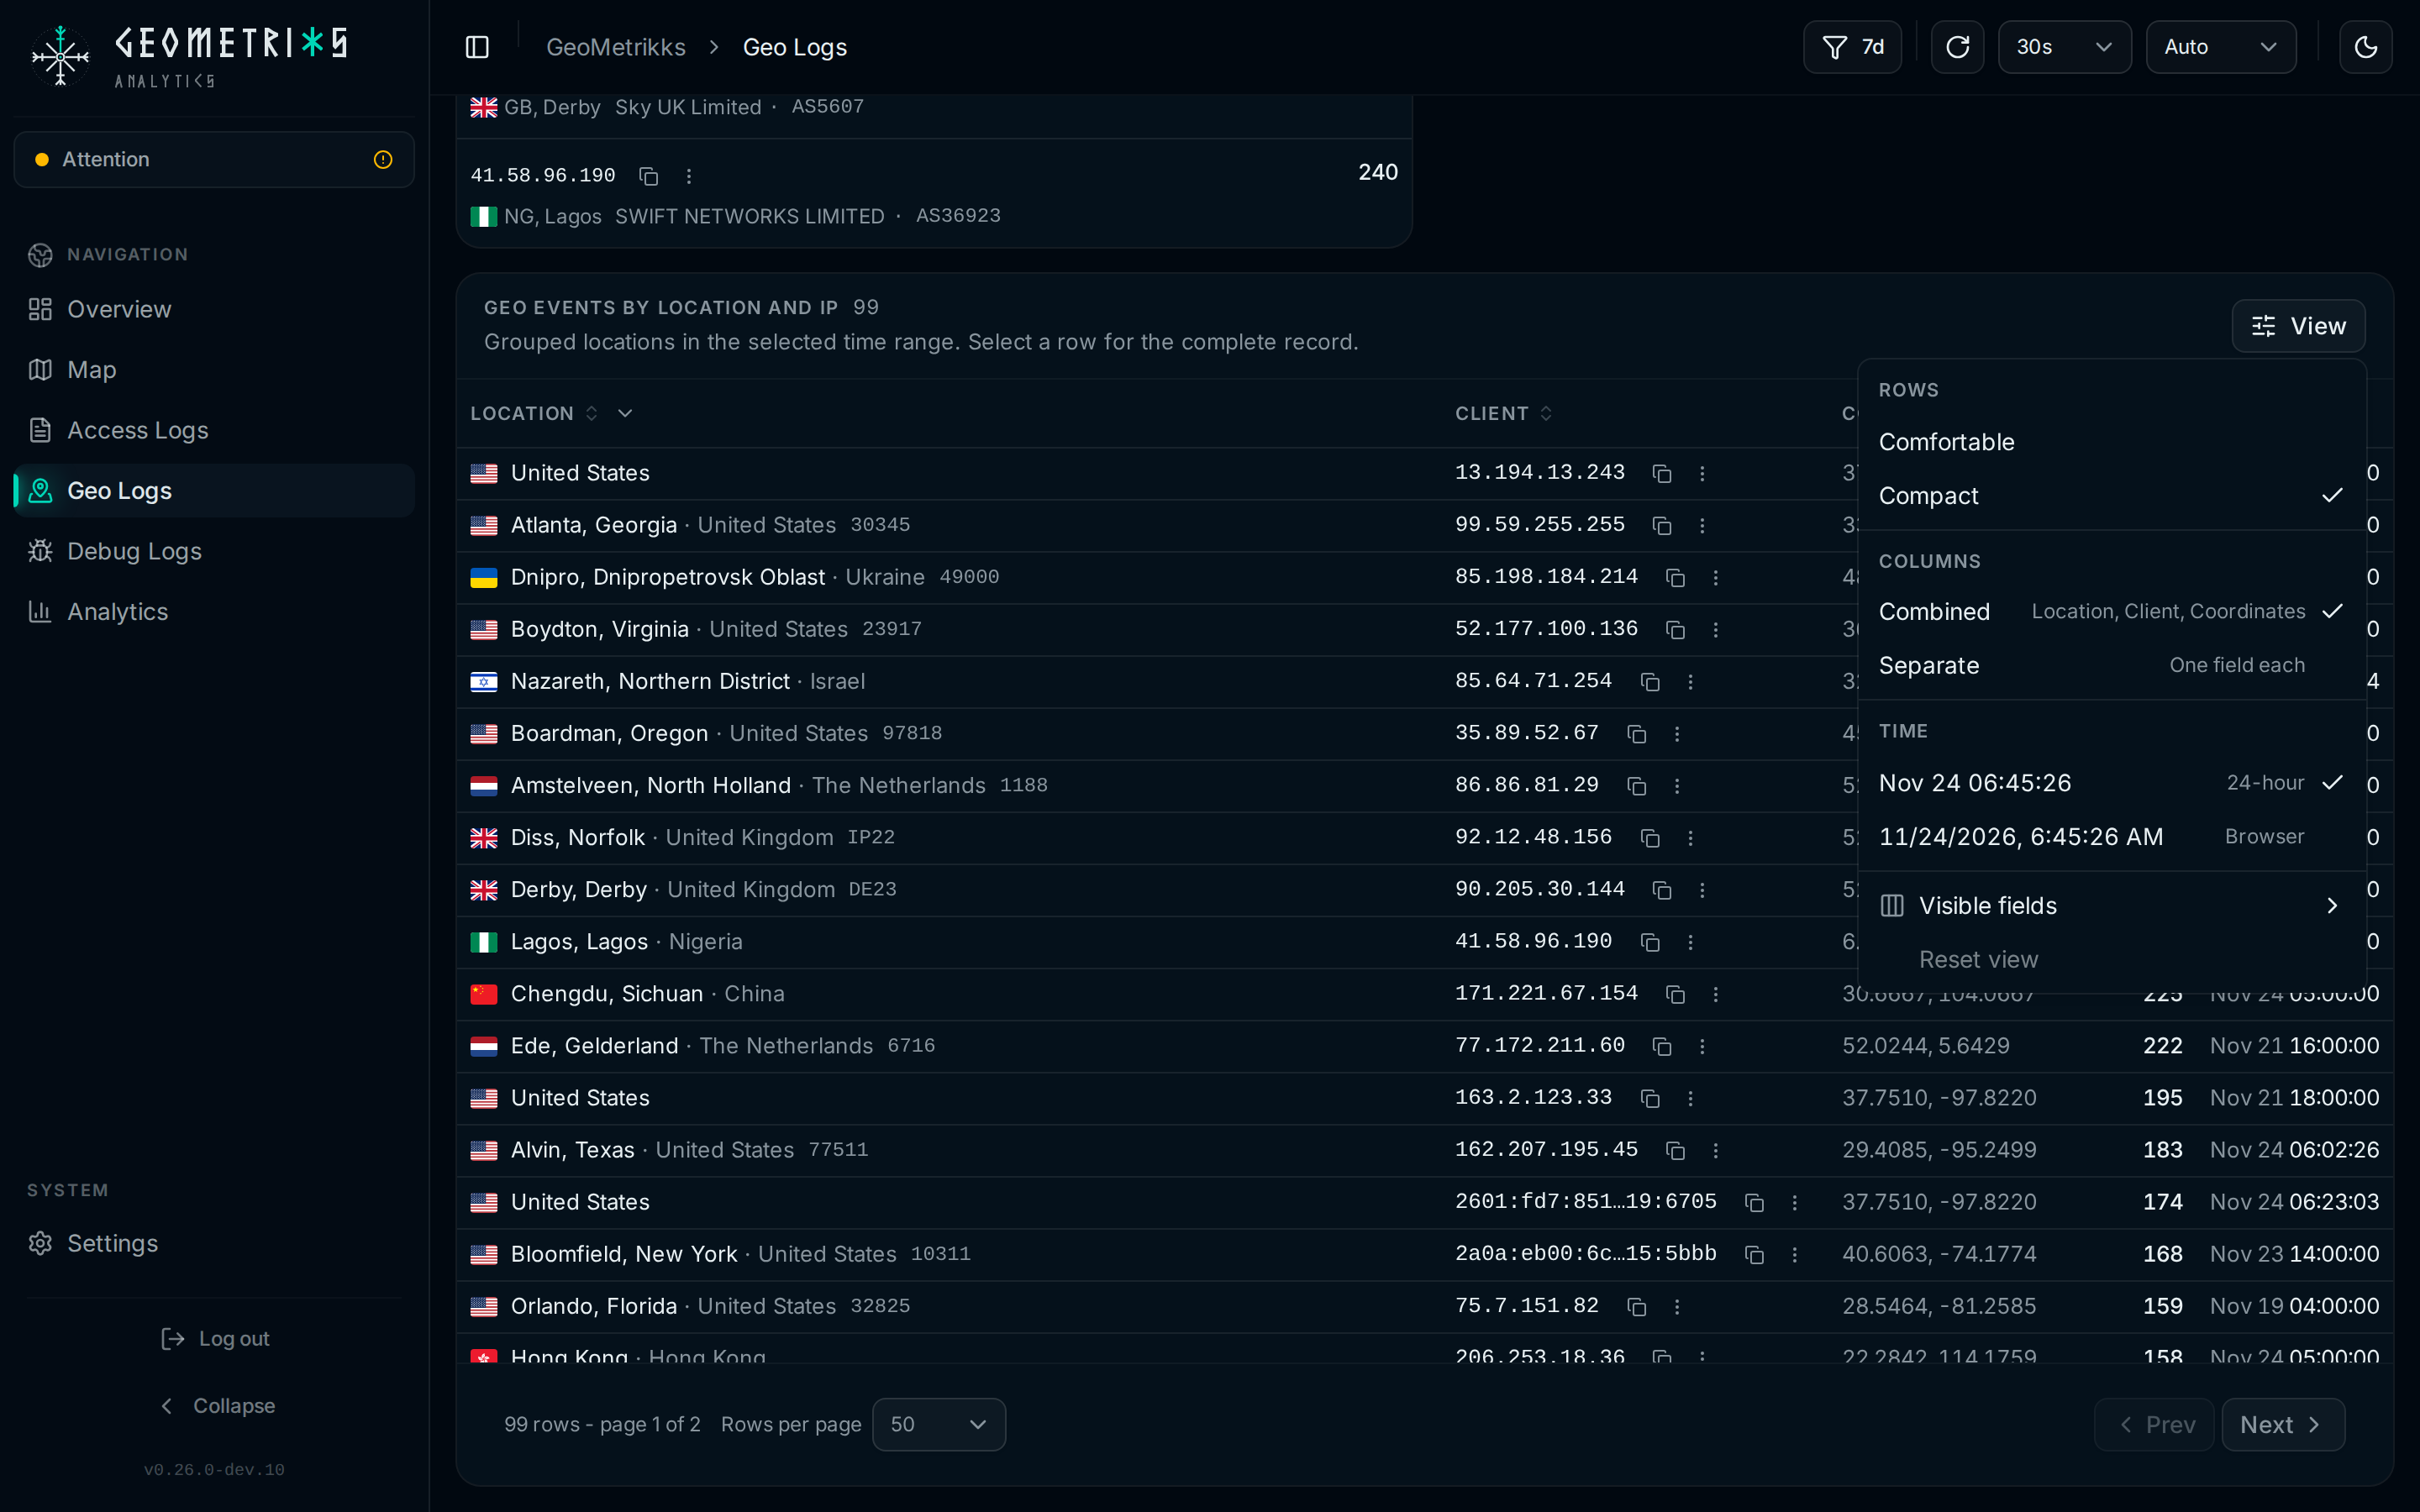 GEOMETRIKS
ANALYTICS
Attention
NAVIGATION
Overview
Map
Access Logs
Geo Logs
Debug Logs
Analytics
SYSTEM
Settings
Log out
Collapse
v0.26.0-dev.10
GeoMetrikks > Geo Logs
7d
30s
Auto
GB, Derby Sky UK Limited · AS5607
41.58.96.190 240
NG, Lagos SWIFT NETWORKS LIMITED · AS36923
GEO EVENTS BY LOCATION AND IP 99
Grouped locations in the selected time range. Select a row for the complete record.
View
LOCATION CLIENT
United States 13.194.13.243
Atlanta, Georgia · United States 30345 99.59.255.255
Dnipro, Dnipropetrovsk Oblast · Ukraine 49000 85.198.184.214
Boydton, Virginia · United States 23917 52.177.100.136
Nazareth, Northern District · Israel 85.64.71.254
Boardman, Oregon · United States 97818 35.89.52.67
Amstelveen, North Holland · The Netherlands 1188 86.86.81.29
Diss, Norfolk · United Kingdom IP22 92.12.48.156
Derby, Derby · United Kingdom DE23 90.205.30.144
Lagos, Lagos · Nigeria 41.58.96.190
Chengdu, Sichuan · China 171.221.67.154 30.6667, 104.0667 225 Nov 24 05:00:00
Ede, Gelderland · The Netherlands 6716 77.172.211.60 52.0244, 5.6429 222 Nov 21 16:00:00
United States 163.2.123.33 37.7510, -97.8220 195 Nov 21 18:00:00
Alvin, Texas · United States 77511 162.207.195.45 29.4085, -95.2499 183 Nov 24 06:02:26
United States 2601:fd7:851…19:6705 37.7510, -97.8220 174 Nov 24 06:23:03
Bloomfield, New York · United States 10311 2a0a:eb00:6c…15:5bbb 40.6063, -74.1774 168 Nov 23 14:00:00
Orlando, Florida · United States 32825 75.7.151.82 28.5464, -81.2585 159 Nov 19 04:00:00
Hong Kong · Hong Kong 206.253.18.36 22.2842, 114.1759 158 Nov 24 05:00:00
ROWS
Comfortable
Compact
COLUMNS
Combined Location, Client, Coordinates
Separate One field each
TIME
Nov 24 06:45:26 24-hour
11/24/2026, 6:45:26 AM Browser
Visible fields
Reset view
99 rows - page 1 of 2 Rows per page 50
Prev Next